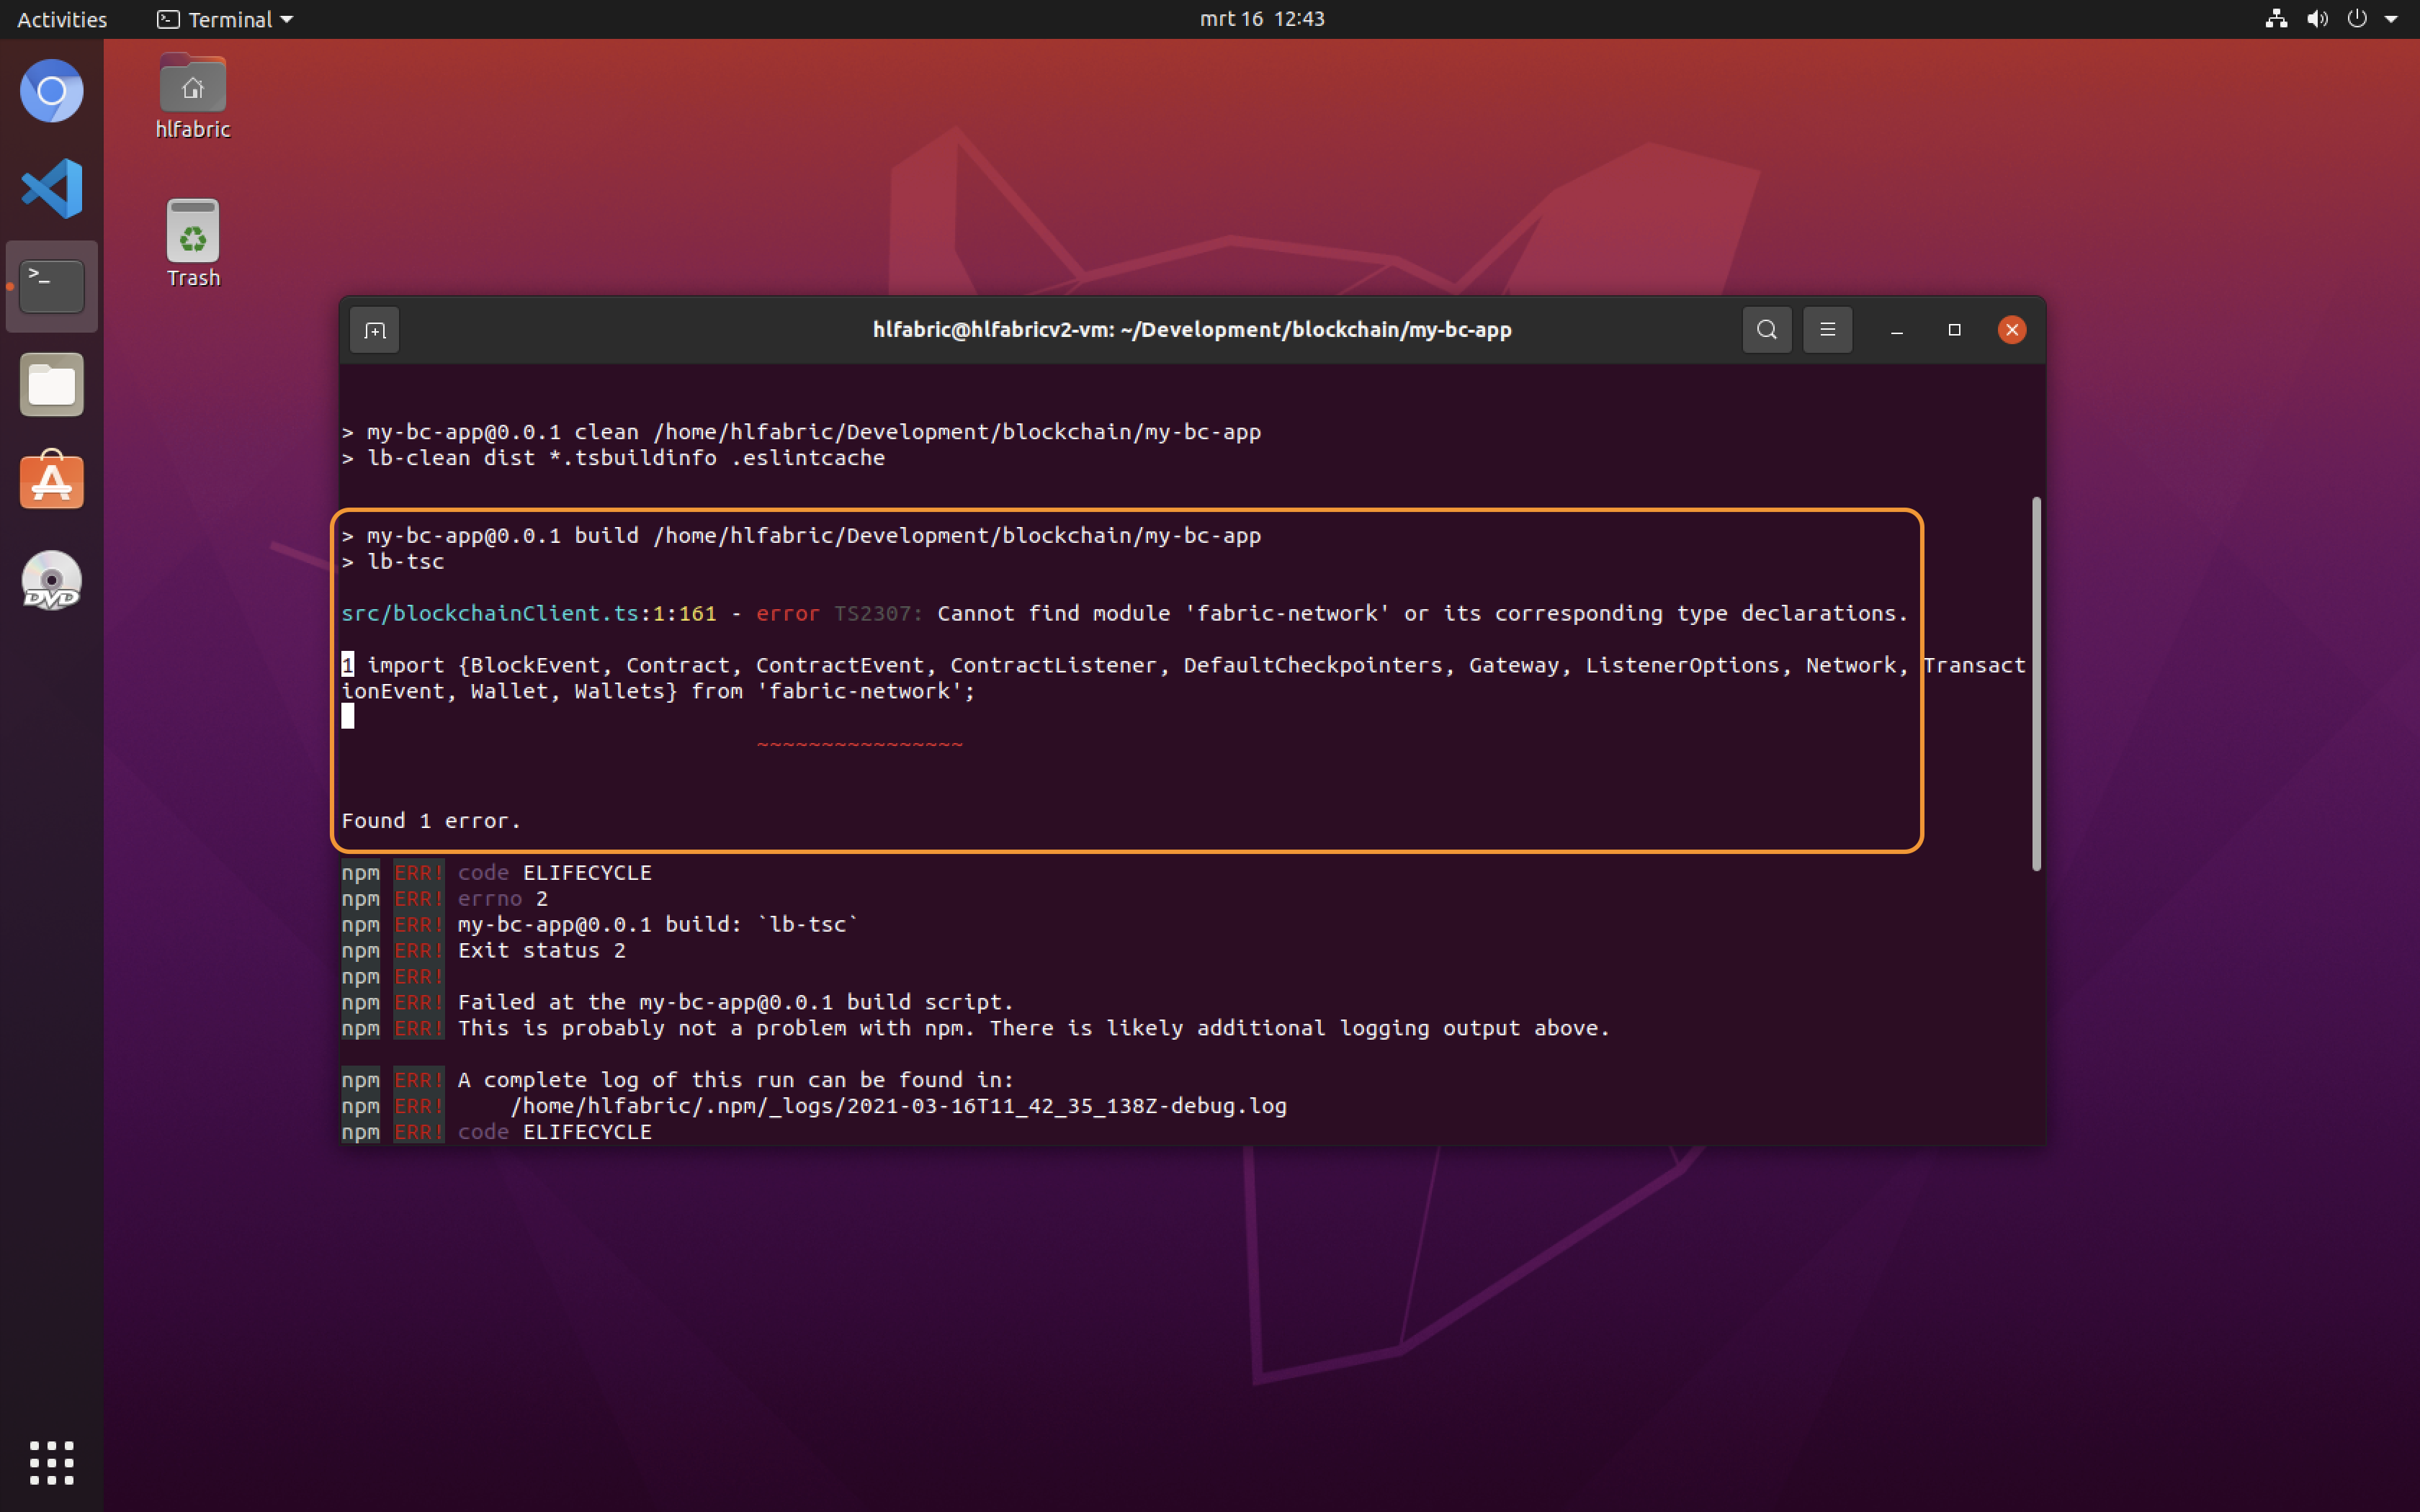 Activities
Terminal
mrt 16 12:43
hlfabric
Trash
hlfabric@hlfabricv2-vm: ~/Development/blockchain/my-bc-app
> my-bc-app@0.0.1 clean /home/hlfabric/Development/blockchain/my-bc-app
> lb-clean dist *.tsbuildinfo .eslintcache
> my-bc-app@0.0.1 build /home/hlfabric/Development/blockchain/my-bc-app
> lb-tsc
src/blockchainClient.ts:1:161 - error TS2307: Cannot find module 'fabric-network' or its corresponding type declarations.
1 import {BlockEvent, Contract, ContractEvent, ContractListener, DefaultCheckpointers, Gateway, ListenerOptions, Network, Transact
ionEvent, Wallet, Wallets} from 'fabric-network';
~~~~~~~~~~~~~~~~
Found 1 error.
npm ERR! code ELIFECYCLE
npm ERR! errno 2
npm ERR! my-bc-app@0.0.1 build: `lb-tsc`
npm ERR! Exit status 2
npm ERR!
npm ERR! Failed at the my-bc-app@0.0.1 build script.
npm ERR! This is probably not a problem with npm. There is likely additional logging output above.
npm ERR! A complete log of this run can be found in:
npm ERR!     /home/hlfabric/.npm/_logs/2021-03-16T11_42_35_138Z-debug.log
npm ERR! code ELIFECYCLE
>_
DVD